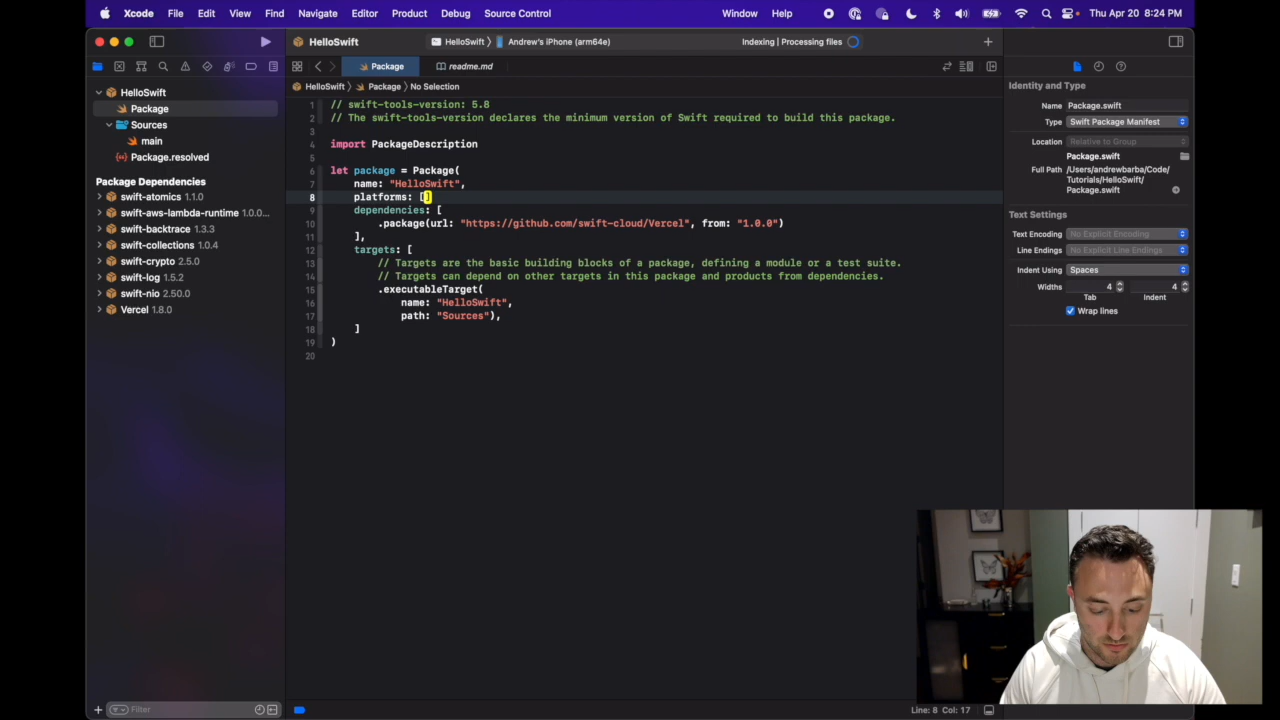 Xcode File Edit View Find Navigate Editor Product Debug Source Control Window Help Thu Apr 20 8:24 PM
HelloSwift HelloSwift Andrew's iPhone (arm64e) Indexing | Processing files
Package readme.md
HelloSwift Package No Selection
HelloSwift
Package
Sources
main
Package.resolved
Package Dependencies
swift-atomics 1.1.0
swift-aws-lambda-runtime 1.0.0...
swift-backtrace 1.3.3
swift-collections 1.0.4
swift-crypto 2.5.0
swift-log 1.5.2
swift-nio 2.50.0
Vercel 1.8.0
Filter
1 // swift-tools-version: 5.8
2 // The swift-tools-version declares the minimum version of Swift required to build this package.
3
4 import PackageDescription
5
6 let package = Package(
7 name: "HelloSwift",
8 platforms: []
9 dependencies: [
10 .package(url: "https://github.com/swift-cloud/Vercel", from: "1.0.0")
11 ],
12 targets: [
13 // Targets are the basic building blocks of a package, defining a module or a test suite.
14 // Targets can depend on other targets in this package and products from dependencies.
15 .executableTarget(
16 name: "HelloSwift",
17 path: "Sources"),
18 ]
19 )
20
Line: 8 Col: 17
Identity and Type
Name Package.swift
Type Swift Package Manifest
Location Relative to Group
Package.swift
Full Path /Users/andrewbarba/Code/
Tutorials/HelloSwift/
Package.swift
Text Settings
Text Encoding No Explicit Encoding
Line Endings No Explicit Line Endings
Indent Using Spaces
Widths 4 4
Tab Indent
Wrap lines